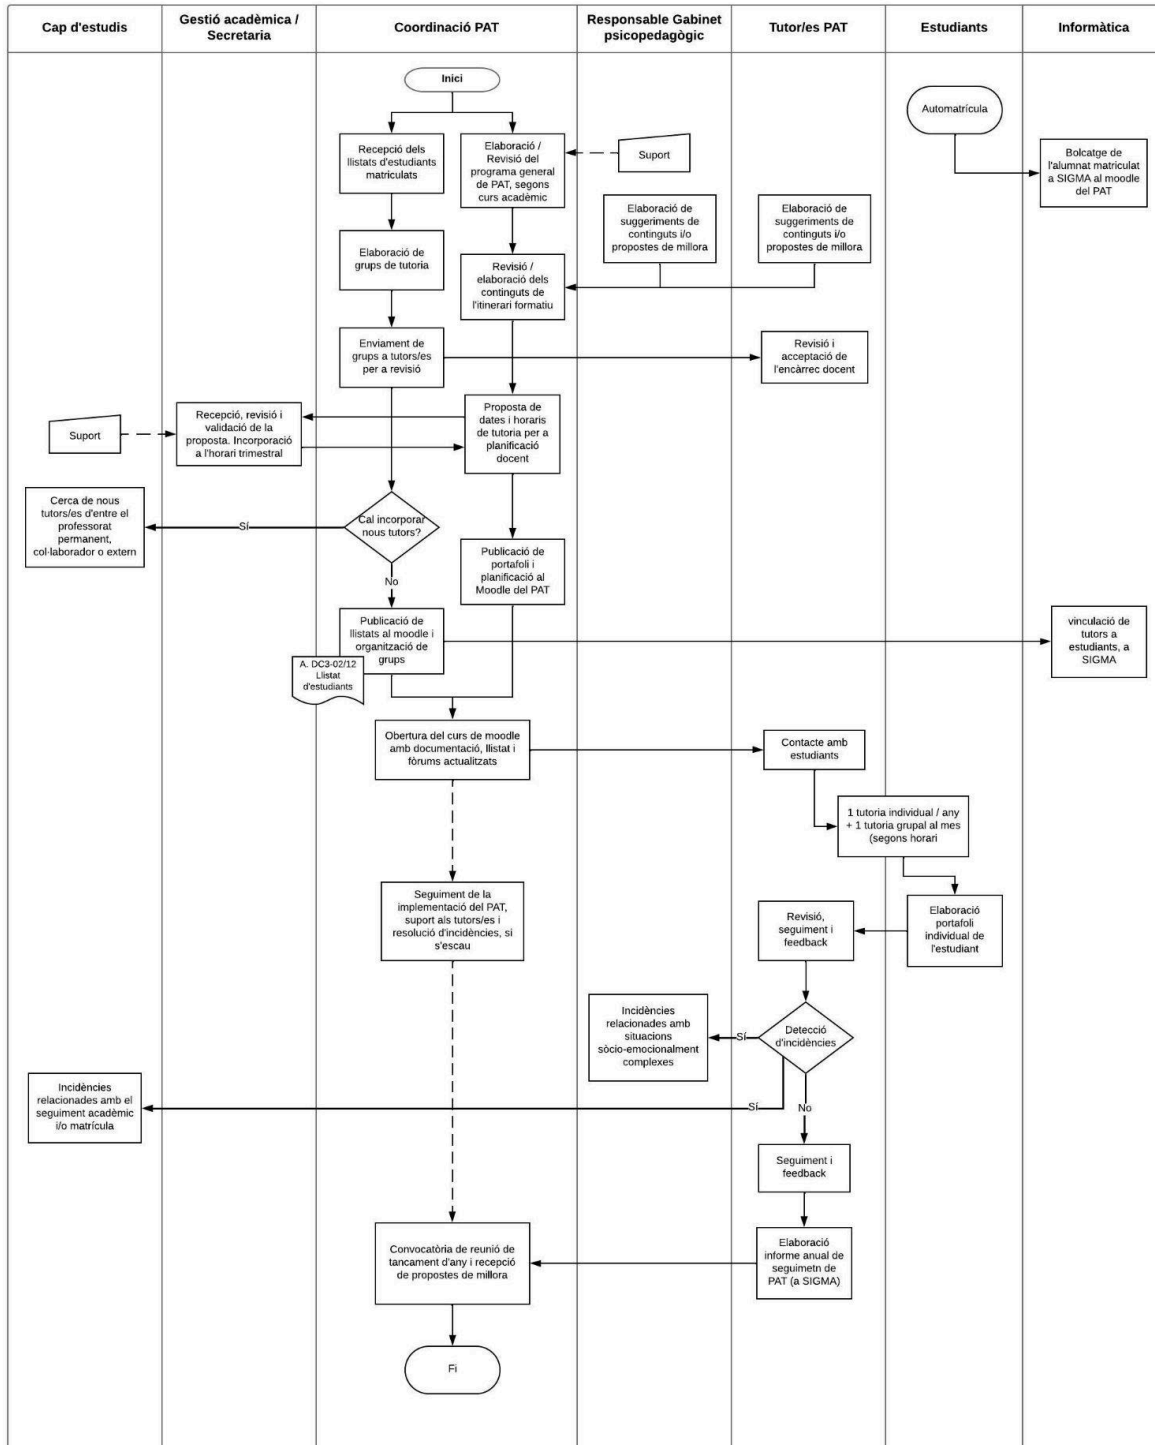 Cap d'estudis
Gestió acadèmica /
Secretaria
Coordinació PAT
Responsable Gabinet
psicopedagògic
Tutor/es PAT
Estudiants
Informàtica
Inici
Automatrícula
Recepció dels
llistats d'estudiants
matriculats
Elaboració /
Revisió del
programa general
de PAT, segons
curs acadèmic
Suport
Bolcatge de
l'alumnat matriculat
a SIGMA al moodle
del PAT
Elaboració de
suggeriments de
continguts i/o
propostes de millora
Elaboració de
suggeriments de
continguts i/o
propostes de millora
Elaboració de
grups de tutoria
Revisió /
elaboració dels
continguts de
l'itinerari formatiu
Enviament de
grups a tutors/es
per a revisió
Revisió i
acceptació de
l'encàrrec docent
Suport
Recepció, revisió i
validació de la
proposta. Incorporació
a l'horari trimestral
Proposta de
dates i horaris
de tutoria per a
planificació
docent
Cerca de nous
tutors/es d'entre el
professorat
permanent,
col·laborador o extern
Sí
Cal incorporar
nous tutors?
No
Publicació de
portafoli i
planificació al
Moodle del PAT
Publicació de
llistats al moodle i
organització de
grups
A. DC3-02/12
Llistat
d'estudiants
vinculació de
tutors a
estudiants, a
SIGMA
Obertura del curs de moodle
amb documentació, llistat i
fòrums actualitzats
Contacte amb
estudiants
1 tutoria individual / any
+ 1 tutoria grupal al mes
(segons horari
Seguiment de la
implementació del PAT,
suport als tutors/es i
resolució d'incidències, si
s'escau
Revisió,
seguiment i
feedback
Elaboració
portafoli
individual de
l'estudiant
Incidències
relacionades amb
situacions
sòcio-emocionalment
complexes
Sí
Detecció
d'incidències
Incidències
relacionades amb el
seguiment acadèmic
i/o matrícula
Sí
No
Seguiment i
feedback
Convocatòria de reunió de
tancament d'any i recepció
de propostes de millora
Elaboració
informe anual de
seguimetn de
PAT (a SIGMA)
Fi